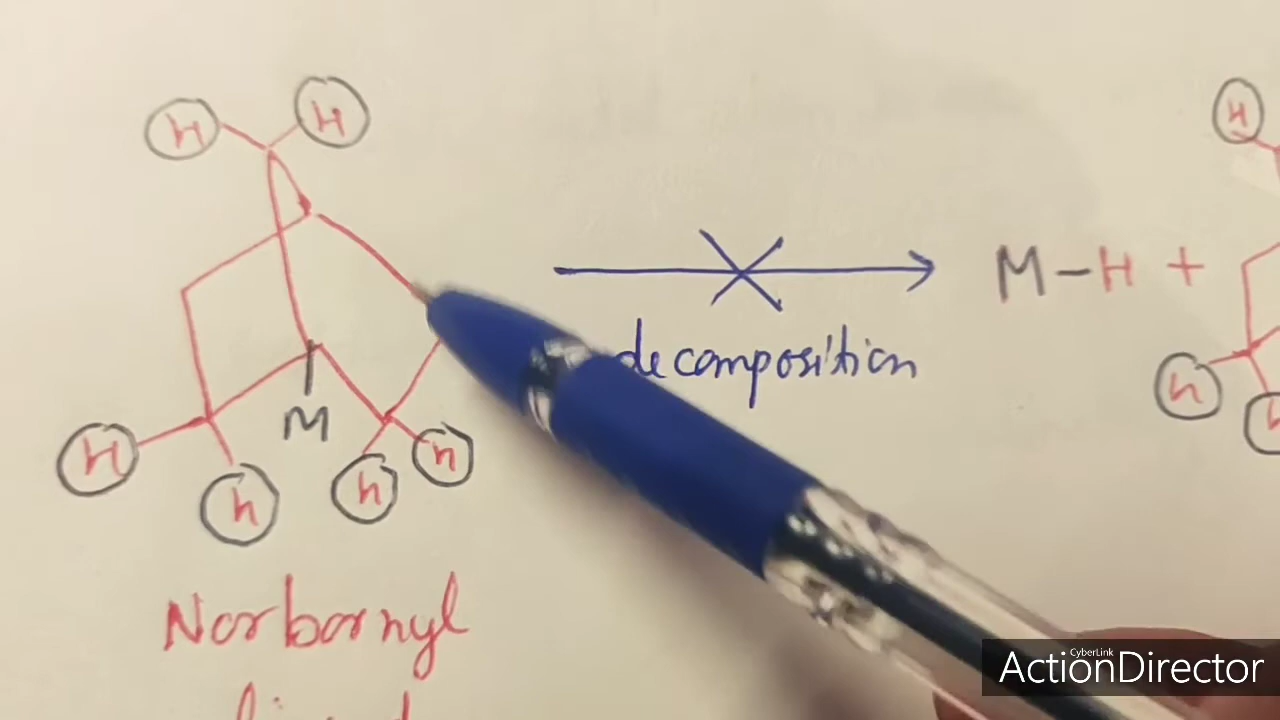 H H
H
M - H +
decomposition
M
H h h h
h
h
Norbornyl
CyberLink
ActionDirector